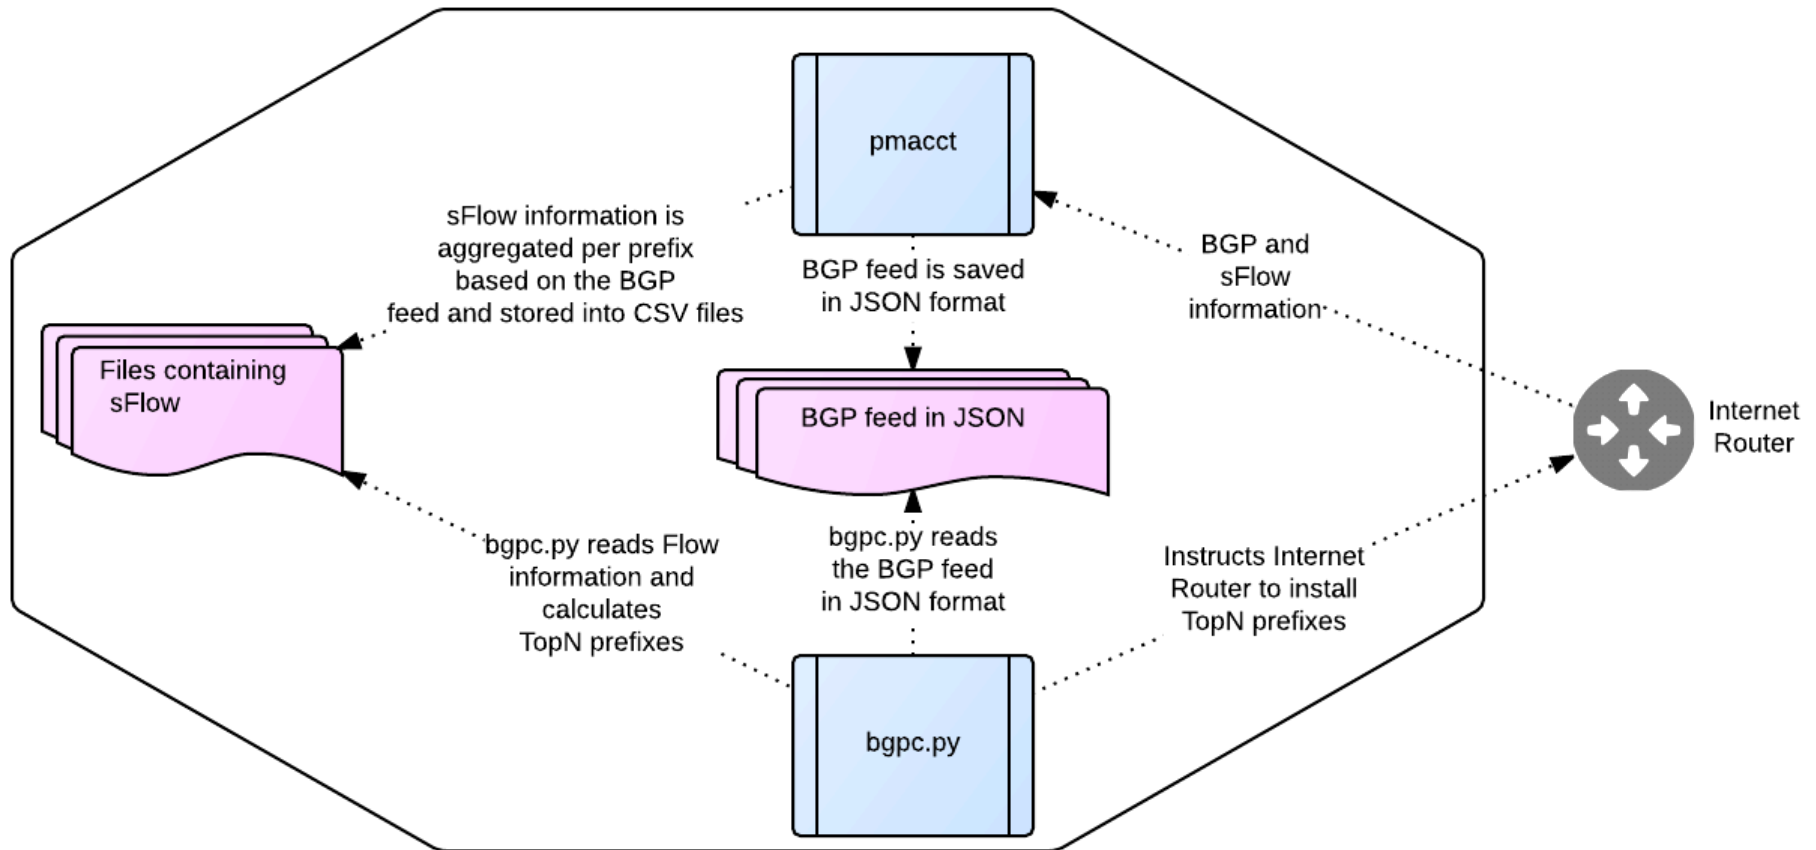 pmacct
sFlow information is
aggregated per prefix
based on the BGP
feed and stored into CSV files
BGP feed is saved
in JSON format
BGP and
sFlow
information
Files containing
sFlow
BGP feed in JSON
Internet
Router
bgpc.py reads Flow
information and
calculates
TopN prefixes
bgpc.py reads
the BGP feed
in JSON format
Instructs Internet
Router to install
TopN prefixes
bgpc.py